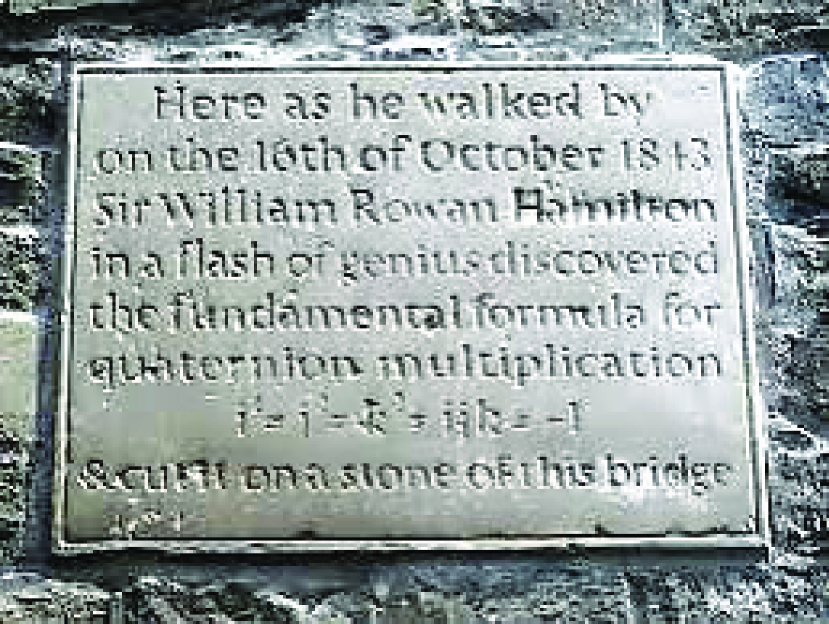 Here as he walked by
on the 16th of October 1843
Sir William Rowan Hamilton
in a flash of genius discovered
the fundamental formula for
quaternion multiplication
i² = j² = k² = ijk = -1
& cut it on a stone of this bridge